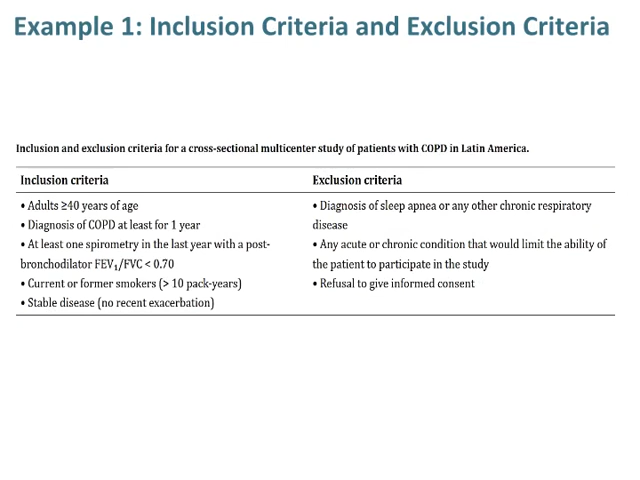 Example 1: Inclusion Criteria and Exclusion Criteria
Inclusion and exclusion criteria for a cross-sectional multicenter study of patients with COPD in Latin America.
Inclusion criteria
• Adults ≥40 years of age
• Diagnosis of COPD at least for 1 year
• At least one spirometry in the last year with a post-
bronchodilator FEV₁/FVC < 0.70
• Current or former smokers (> 10 pack-years)
• Stable disease (no recent exacerbation)
Exclusion criteria
• Diagnosis of sleep apnea or any other chronic respiratory
disease
• Any acute or chronic condition that would limit the ability of
the patient to participate in the study
• Refusal to give informed consent